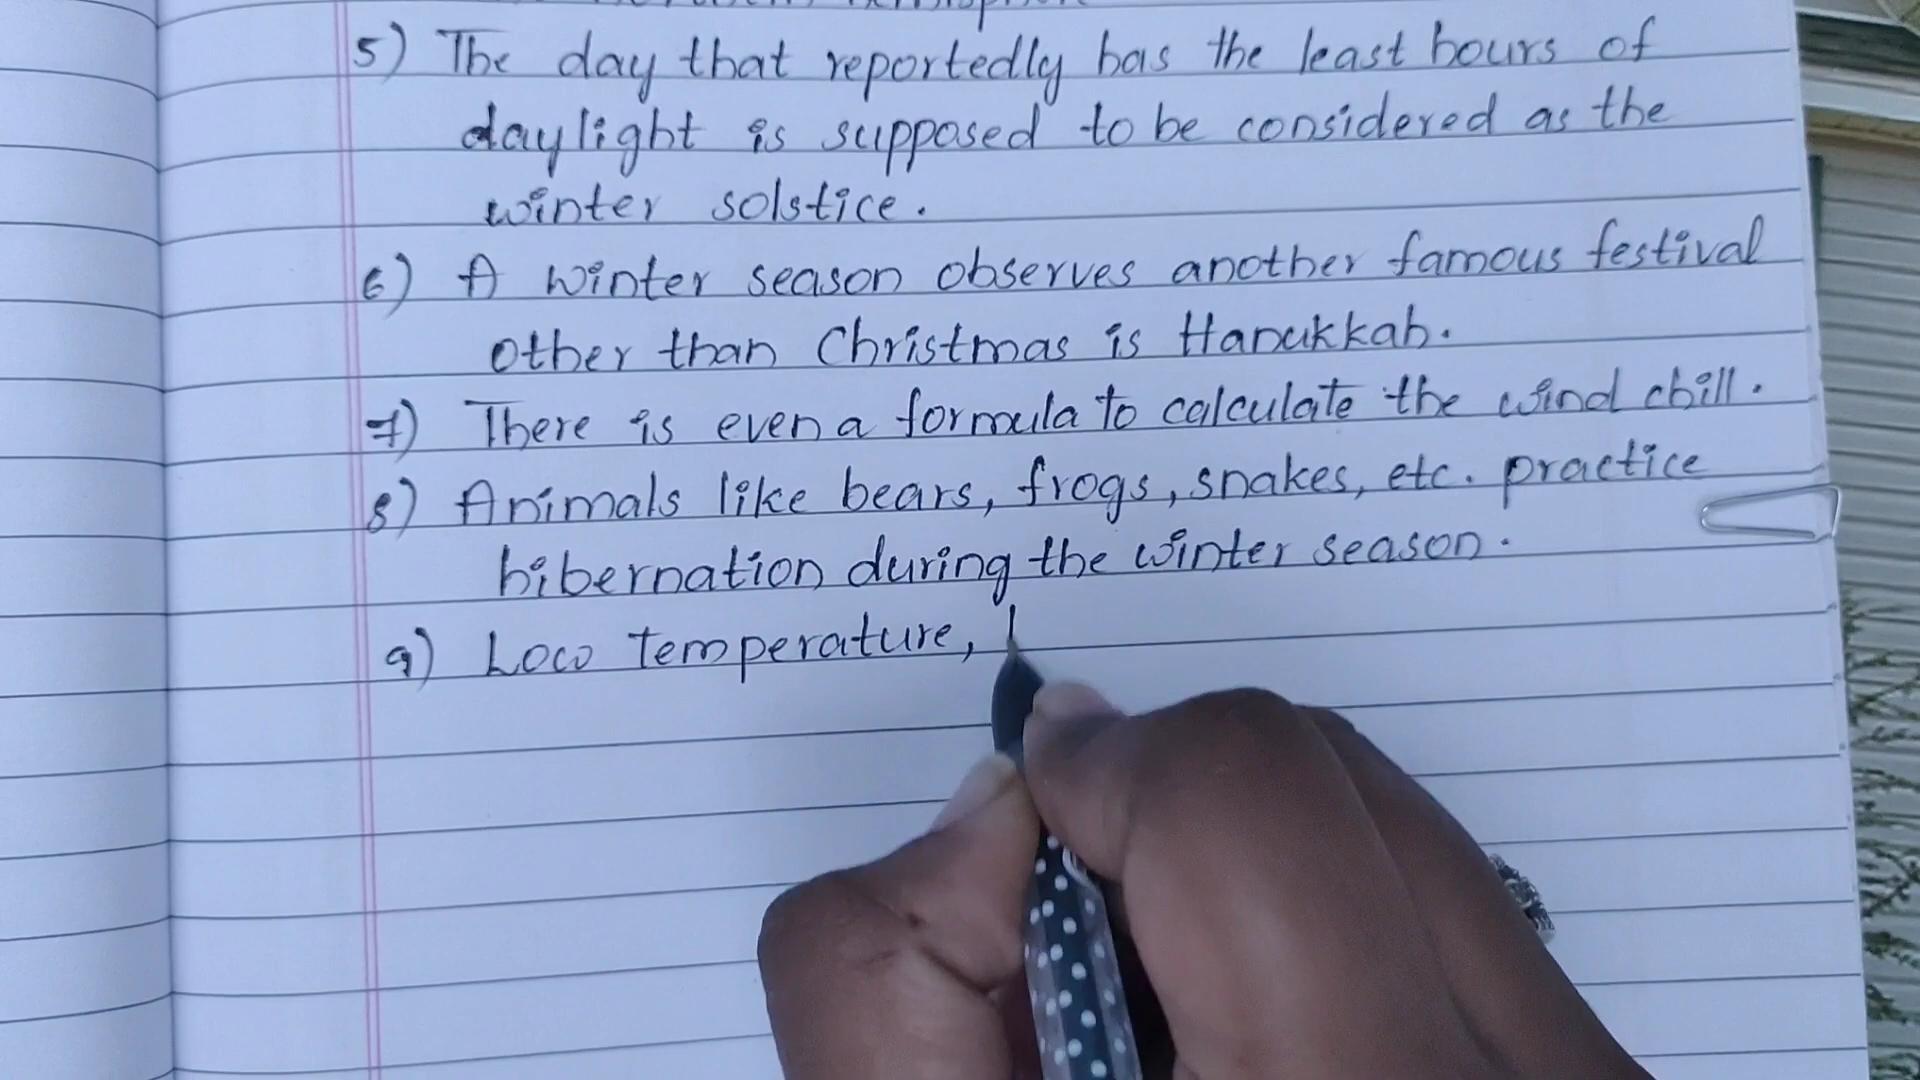 5) The day that reportedly has the least hours of
daylight is supposed to be considered as the
winter solstice.
6) A winter season observes another famous festival
other than Christmas is Hanukkah.
7) There is even a formula to calculate the wind chill.
8) Animals like bears, frogs, snakes, etc. practice
hibernation during the winter season.
9) Low temperature,